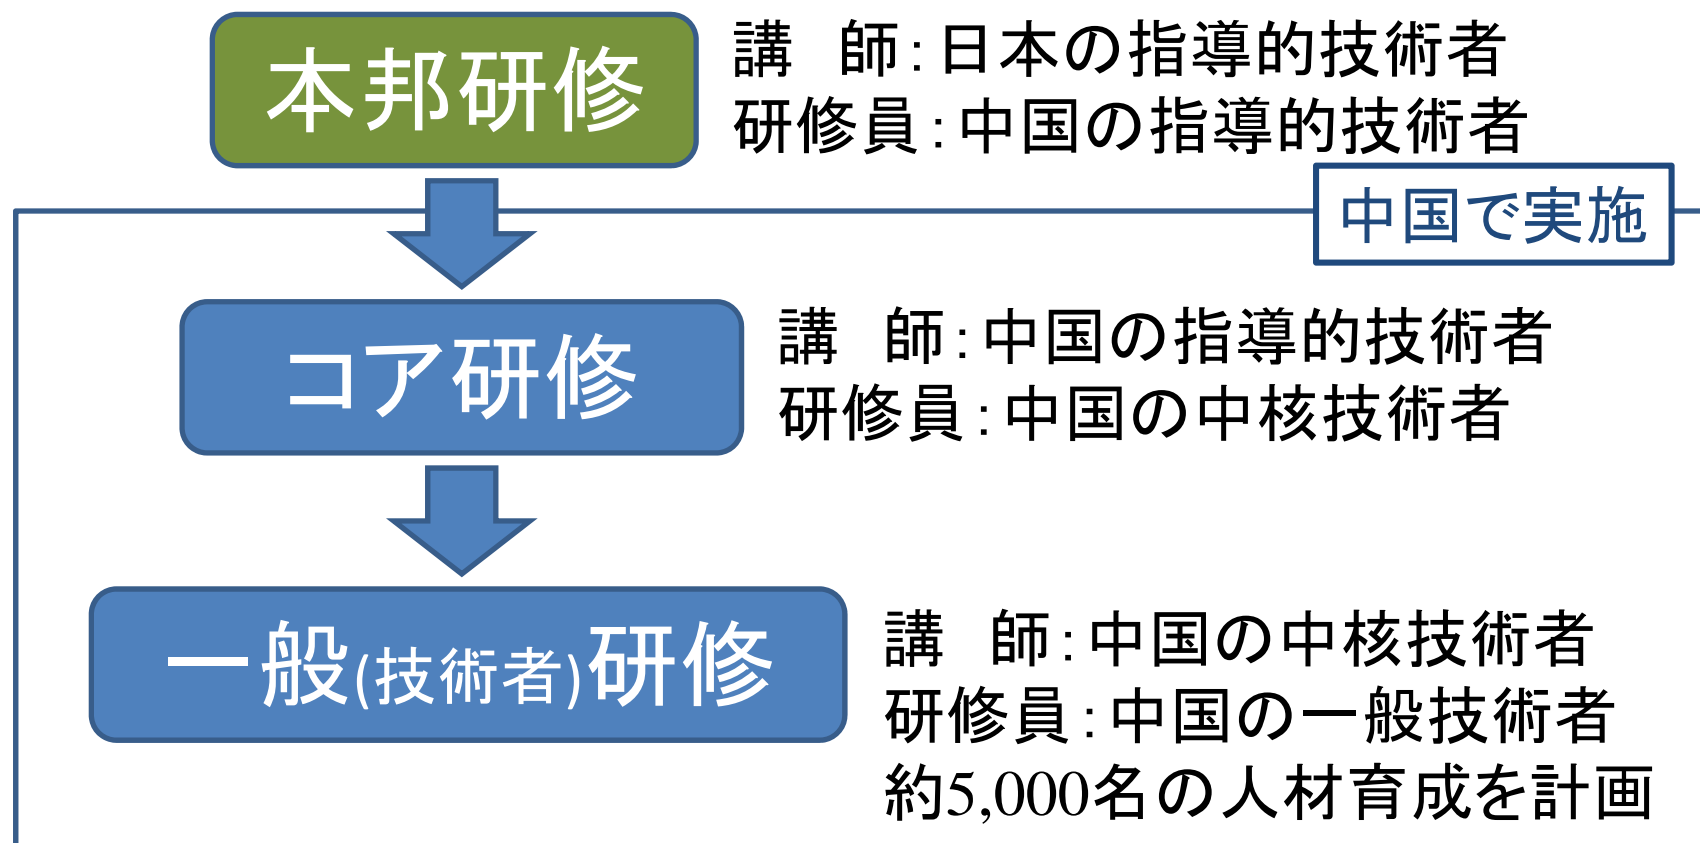 本邦研修
講　師：日本の指導的技術者
研修員：中国の指導的技術者
中国で実施
コア研修
講　師：中国の指導的技術者
研修員：中国の中核技術者
一般(技術者)研修
講　師：中国の中核技術者
研修員：中国の一般技術者
約5,000名の人材育成を計画